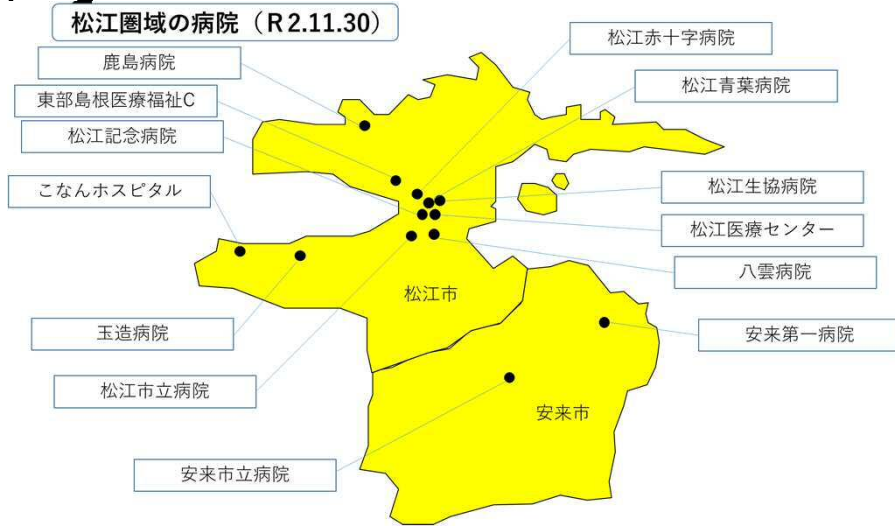 松江圏域の病院（R2.11.30）
鹿島病院
東部島根医療福祉C
松江記念病院
こなんホスピタル
玉造病院
松江市立病院
安来市立病院
松江赤十字病院
松江青葉病院
松江生協病院
松江医療センター
八雲病院
安来第一病院
松江市
安来市